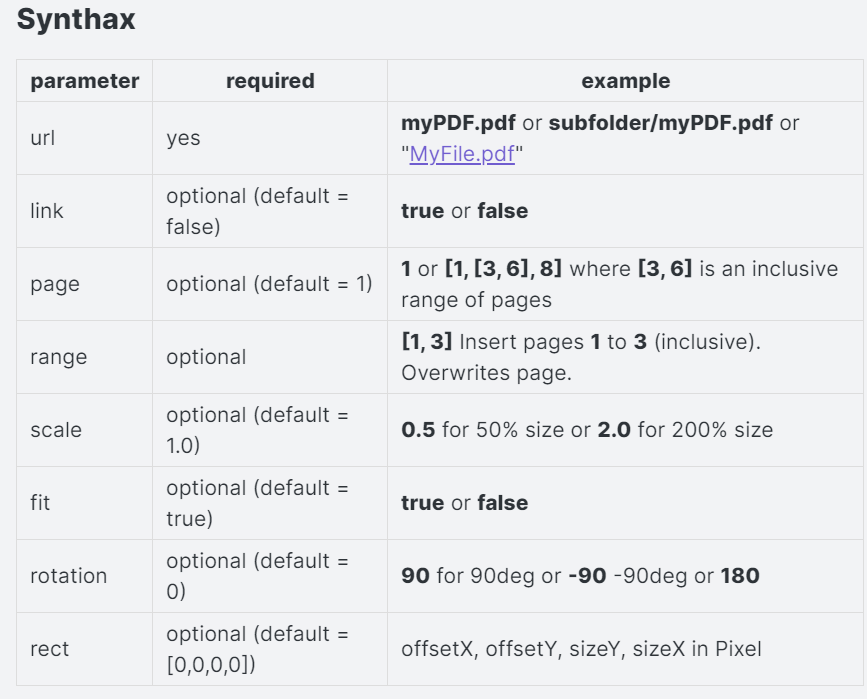 Synthax
parameter required example
url yes myPDF.pdf or subfolder/myPDF.pdf or
"MyFile.pdf"
link optional (default =
false) true or false
page optional (default = 1) 1 or [1, [3, 6], 8] where [3, 6] is an inclusive
range of pages
range optional [1, 3] Insert pages 1 to 3 (inclusive).
Overwrites page.
scale optional (default =
1.0) 0.5 for 50% size or 2.0 for 200% size
fit optional (default =
true) true or false
rotation optional (default =
0) 90 for 90deg or -90 -90deg or 180
rect optional (default =
[0,0,0,0]) offsetX, offsetY, sizeY, sizeX in Pixel